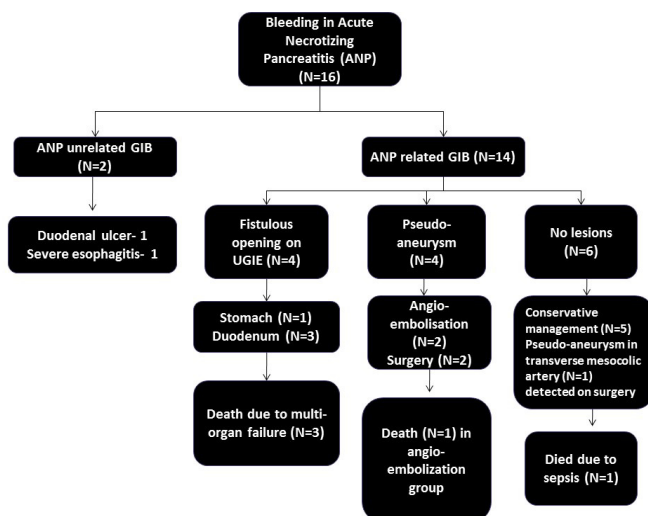 Bleeding in Acute
Necrotizing
Pancreatitis (ANP)
(N=16)
ANP unrelated GIB
(N=2)
ANP related GIB (N=14)
Duodenal ulcer- 1
Severe esophagitis- 1
Fistulous
opening on
UGIE (N=4)
Pseudo-
aneurysm
(N=4)
No lesions
(N=6)
Stomach (N=1)
Duodenum (N=3)
Angio-
embolisation
(N=2)
Surgery (N=2)
Conservative
management (N=5)
Pseudo-aneurysm in
transverse mesocolic
artery (N=1)
detected on surgery
Death due to multi-
organ failure (N=3)
Death (N=1) in
angio-
embolization
group
Died due to
sepsis (N=1)